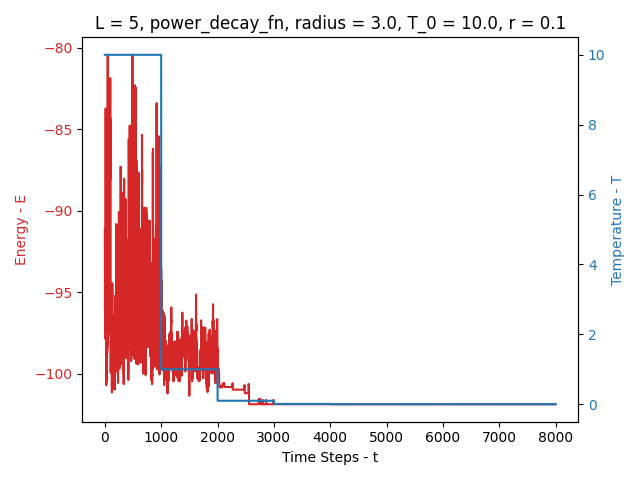 L = 5, power_decay_fn, radius = 3.0, T_0 = 10.0, r = 0.1
−80
−85
−90
−95
−100
Energy - E
10
8
6
4
2
0
Temperature - T
0 1000 2000 3000 4000 5000 6000 7000 8000
Time Steps - t